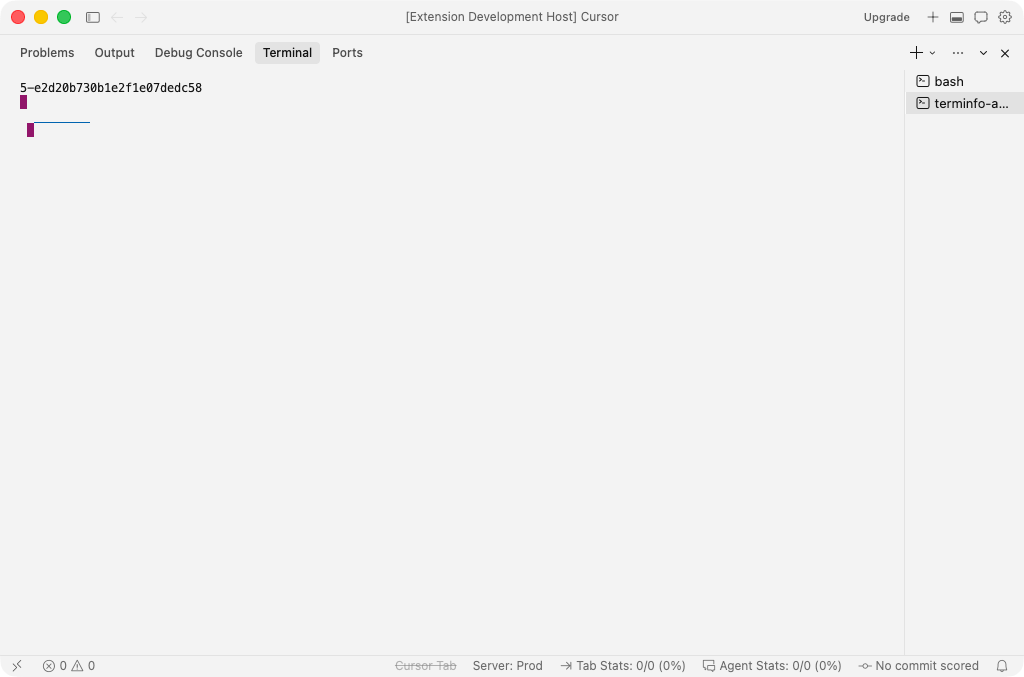 [Extension Development Host] Cursor
Upgrade
Problems Output Debug Console Terminal Ports
5-e2d20b730b1e2f1e07dedc58
bash
terminfo-a...
0 0 Cursor Tab Server: Prod Tab Stats: 0/0 (0%) Agent Stats: 0/0 (0%) No commit scored